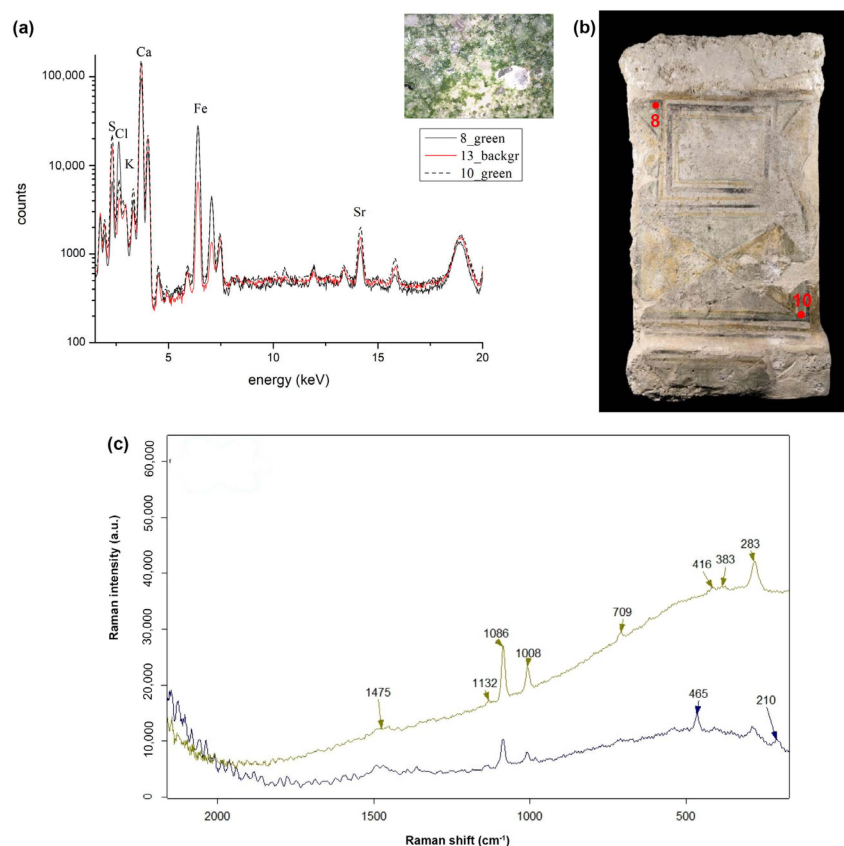 (a)
100,000
10,000
1000
100
counts
5
10
15
20
energy (keV)
S
Cl
K
Ca
Fe
Sr
8_green
13_backgr
10_green
(b)
8
10
(c)
60,000
50,000
40,000
30,000
20,000
10,000
0
Raman intensity (a.u.)
1475
1132
1086
1008
709
416
383
283
465
210
2000
1500
1000
500
Raman shift (cm⁻¹)